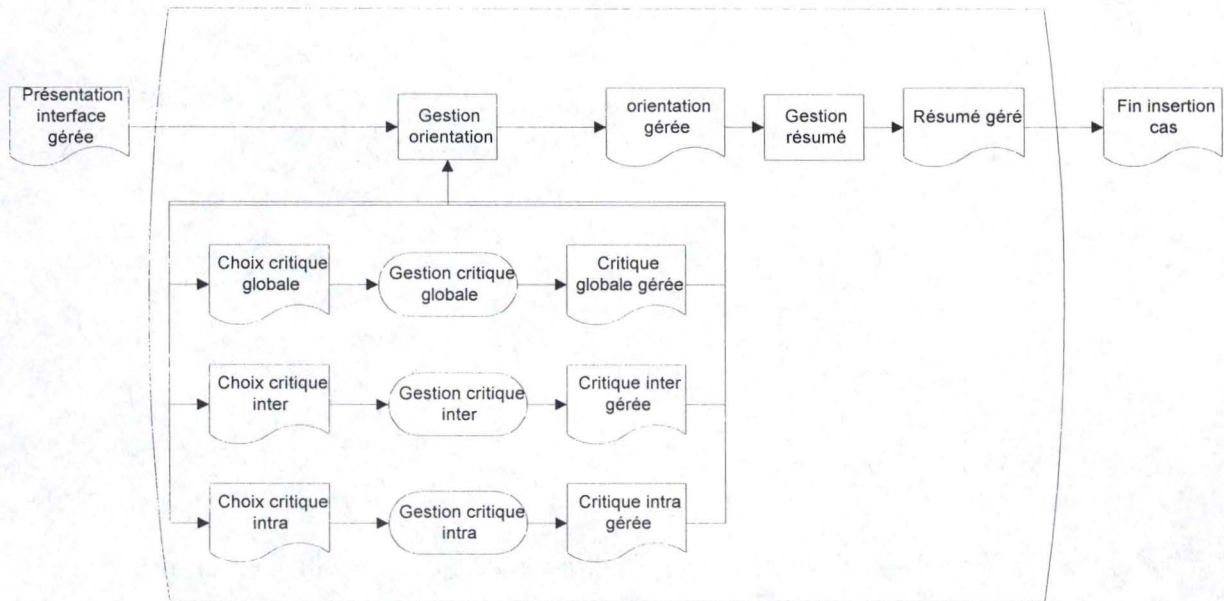 Présentation
interface
gérée
Gestion
orientation
orientation
gérée
Gestion
résumé
Résumé géré
Fin insertion
cas
Choix critique
globale
Gestion critique
globale
Critique
globale gérée
Choix critique
inter
Gestion critique
inter
Critique inter
gérée
Choix critique
intra
Gestion critique
intra
Critique intra
gérée